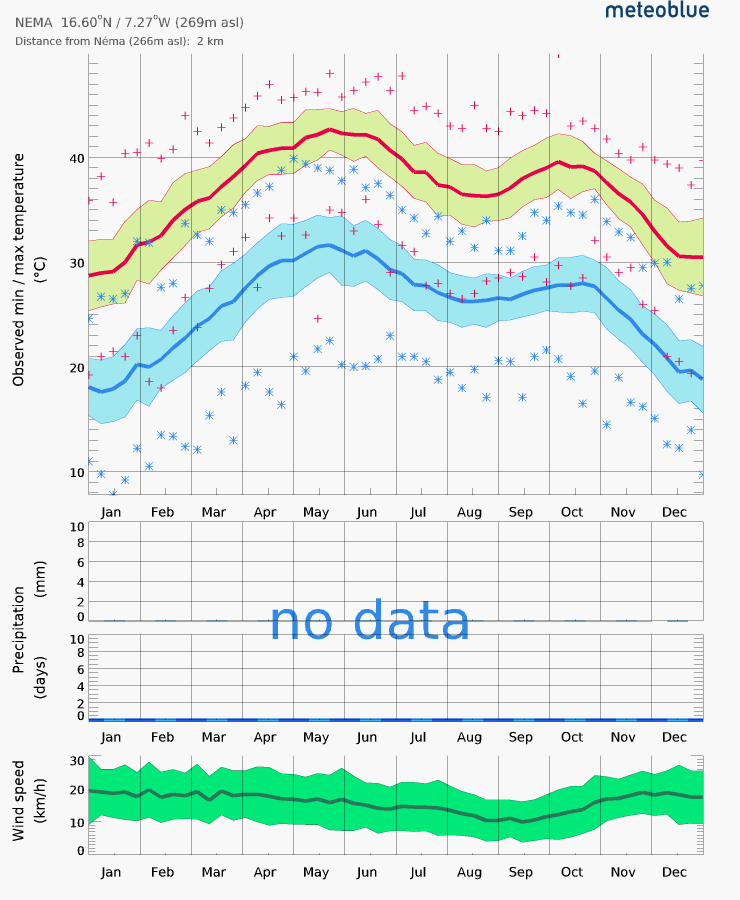 meteoblue
NEMA 16.60°N / 7.27°W (269m asl)
Distance from Néma (266m asl): 2 km
Observed min / max temperature
(°C)
40
30
20
10
Jan Feb Mar Apr May Jun Jul Aug Sep Oct Nov Dec
Precipitation
(mm)
10
8
6
4
2
0
no data
(days)
10
8
6
4
2
0
Jan Feb Mar Apr May Jun Jul Aug Sep Oct Nov Dec
Wind speed
(km/h)
30
20
10
0
Jan Feb Mar Apr May Jun Jul Aug Sep Oct Nov Dec